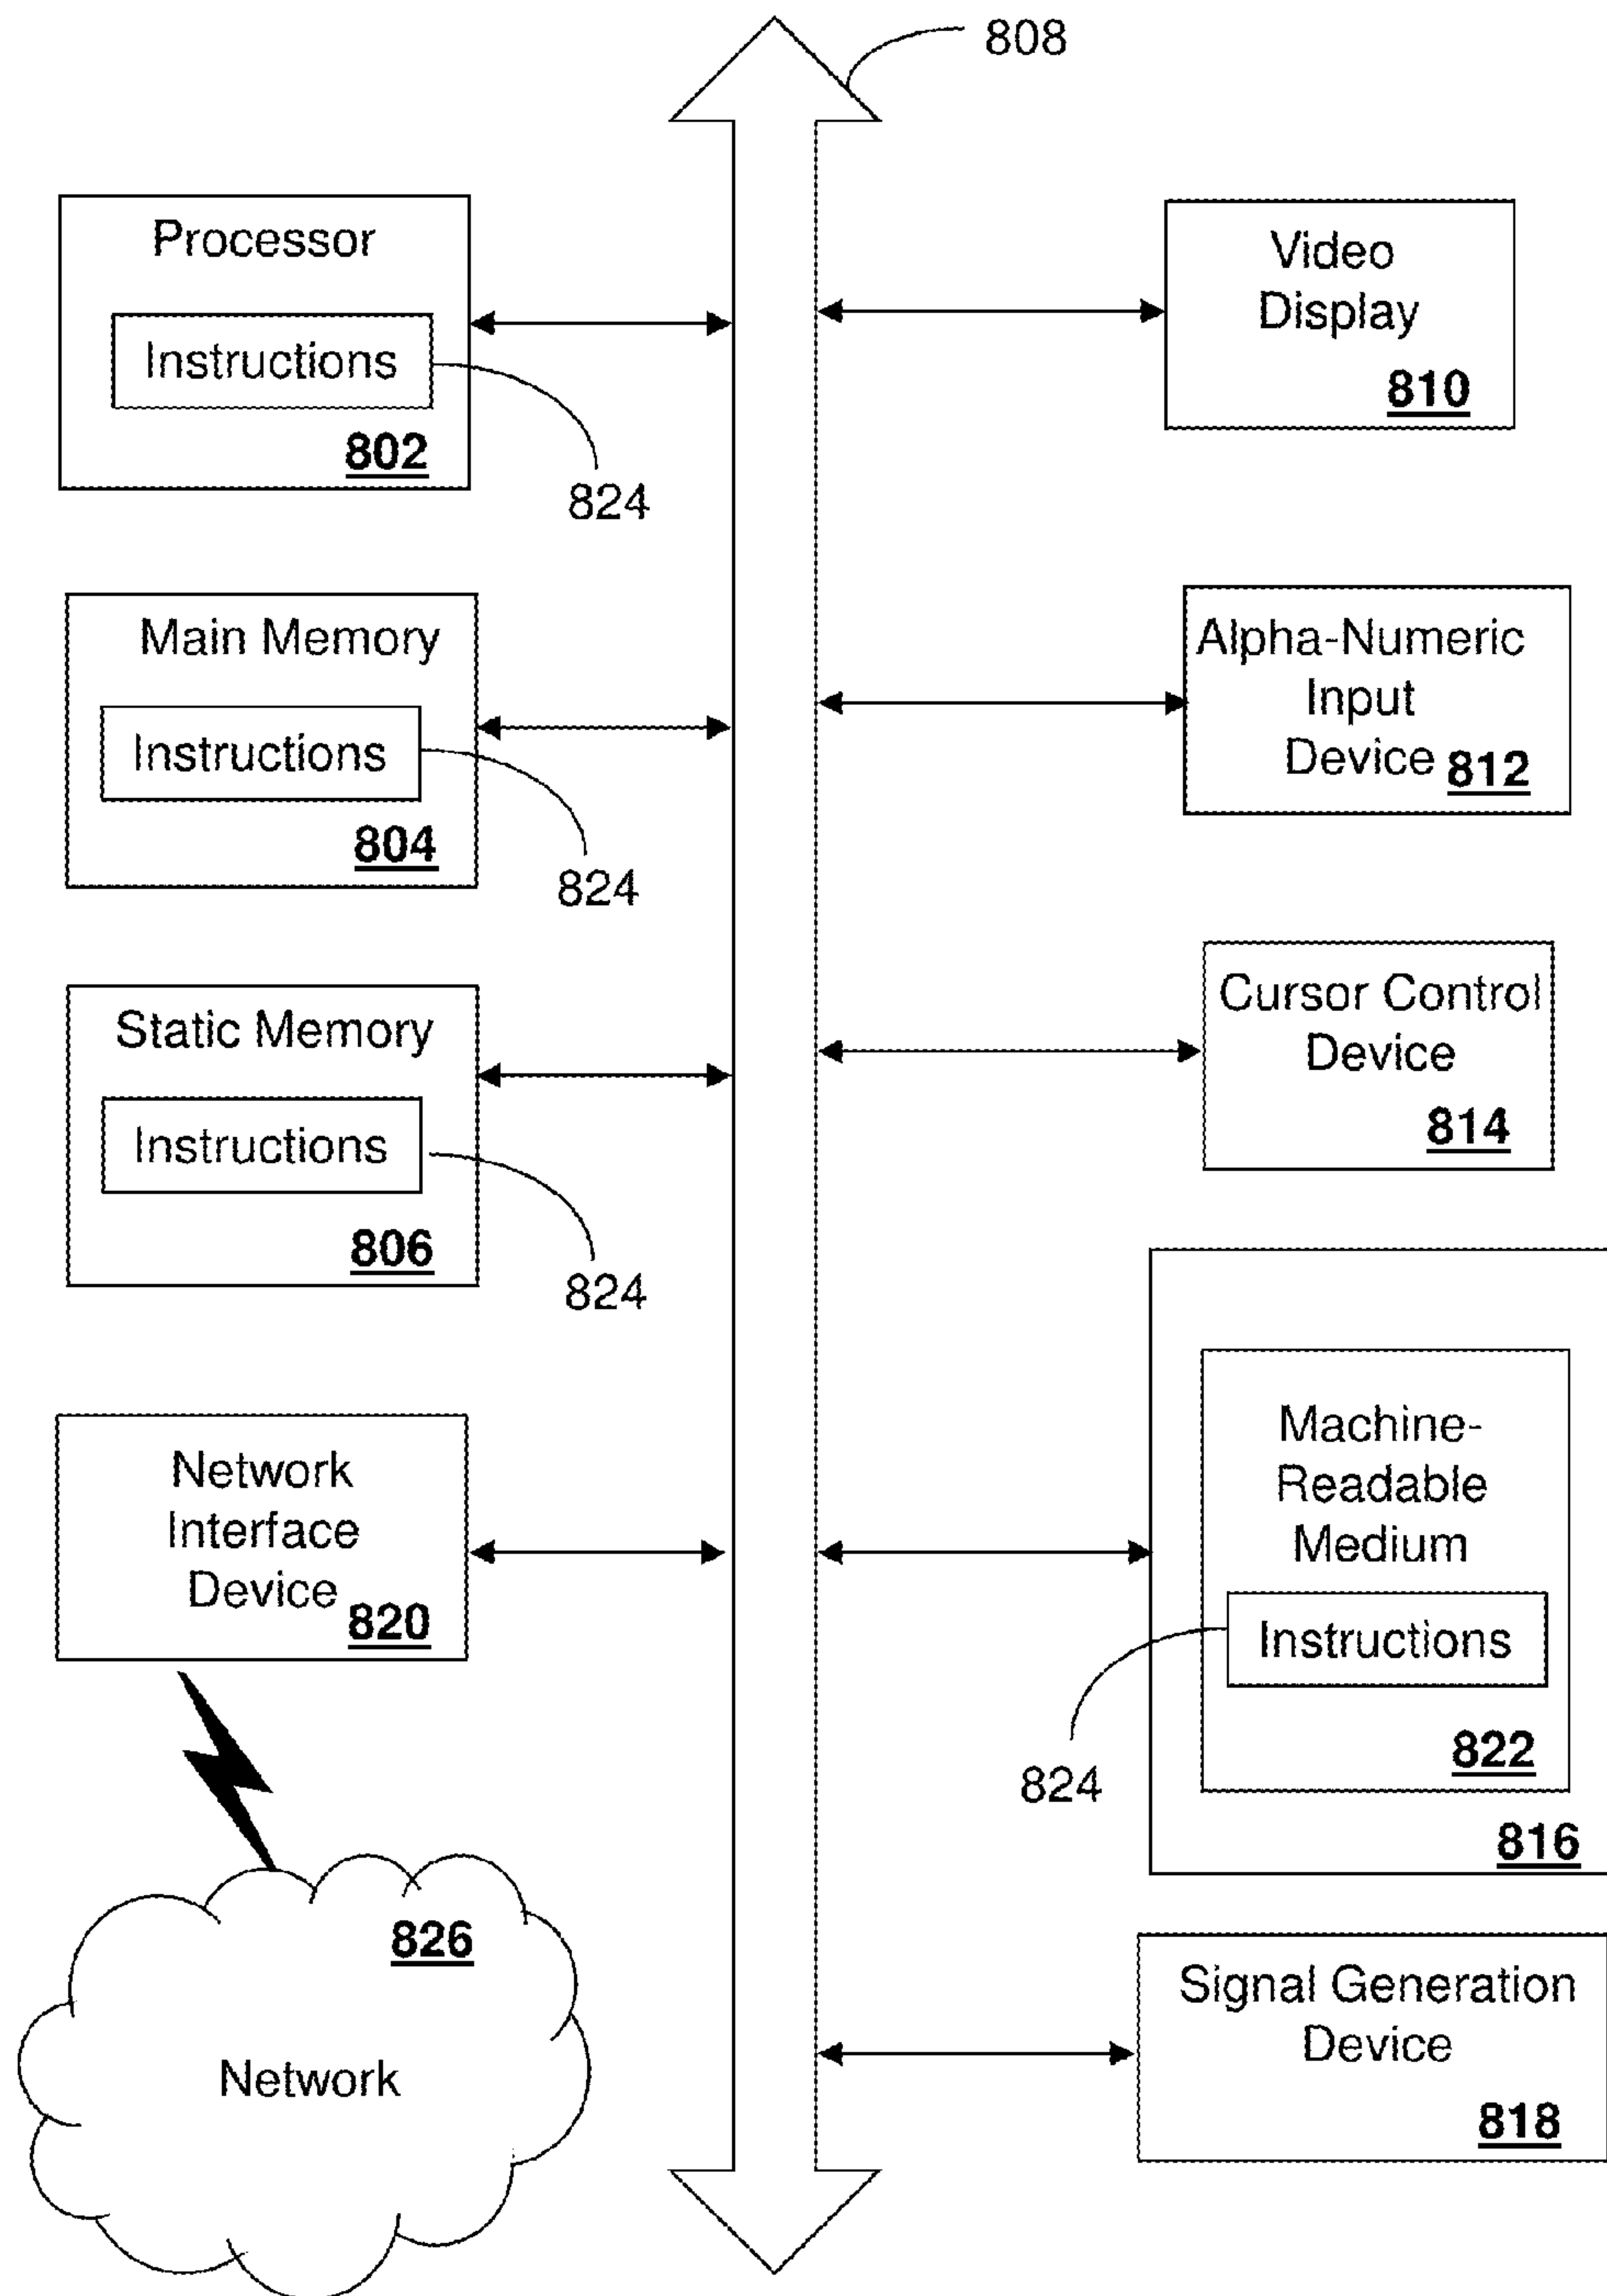 808
Processor
Instructions
802
824
Main Memory
Instructions
804
824
Static Memory
Instructions
806
824
Network
Interface
Device
820
826
Network
Video
Display
810
Alpha-Numeric
Input
Device 812
Cursor Control
Device
814
Machine-
Readable
Medium
Instructions
822
824
816
Signal Generation
Device
818